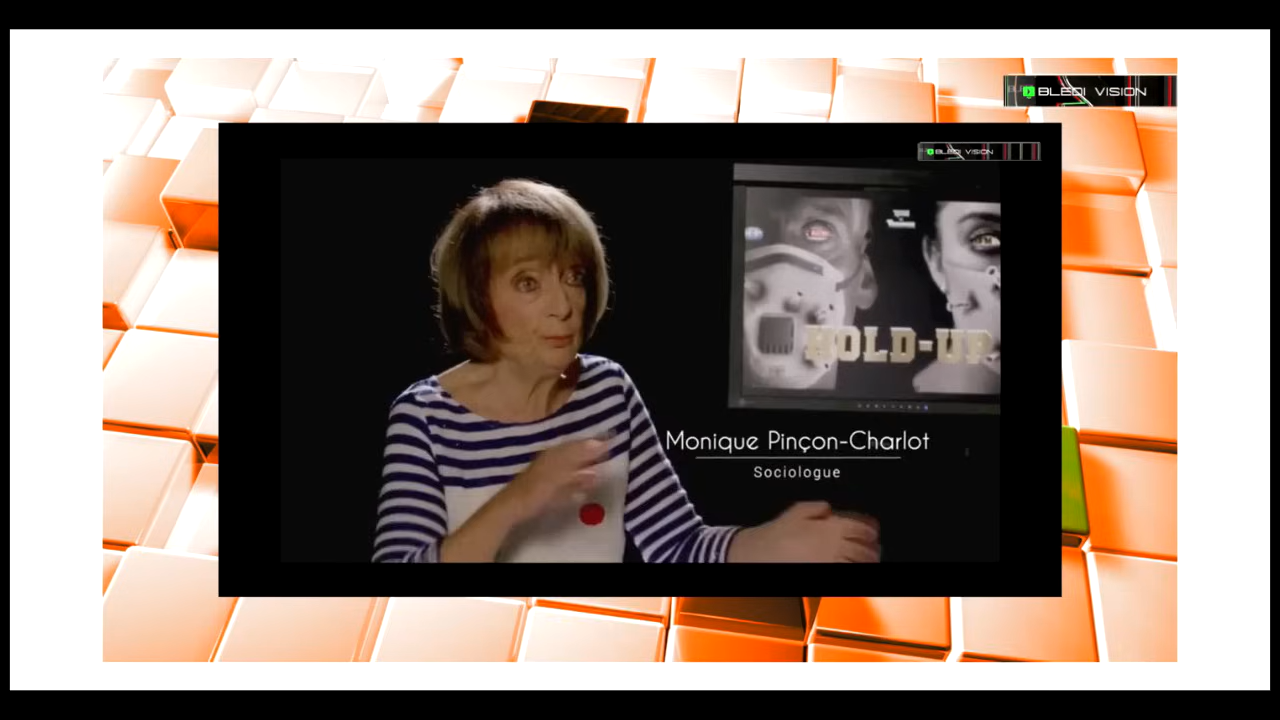 BLEDI VISION
BLEDI VISION
HOLD-UP
Monique Pinçon-Charlot
Sociologue